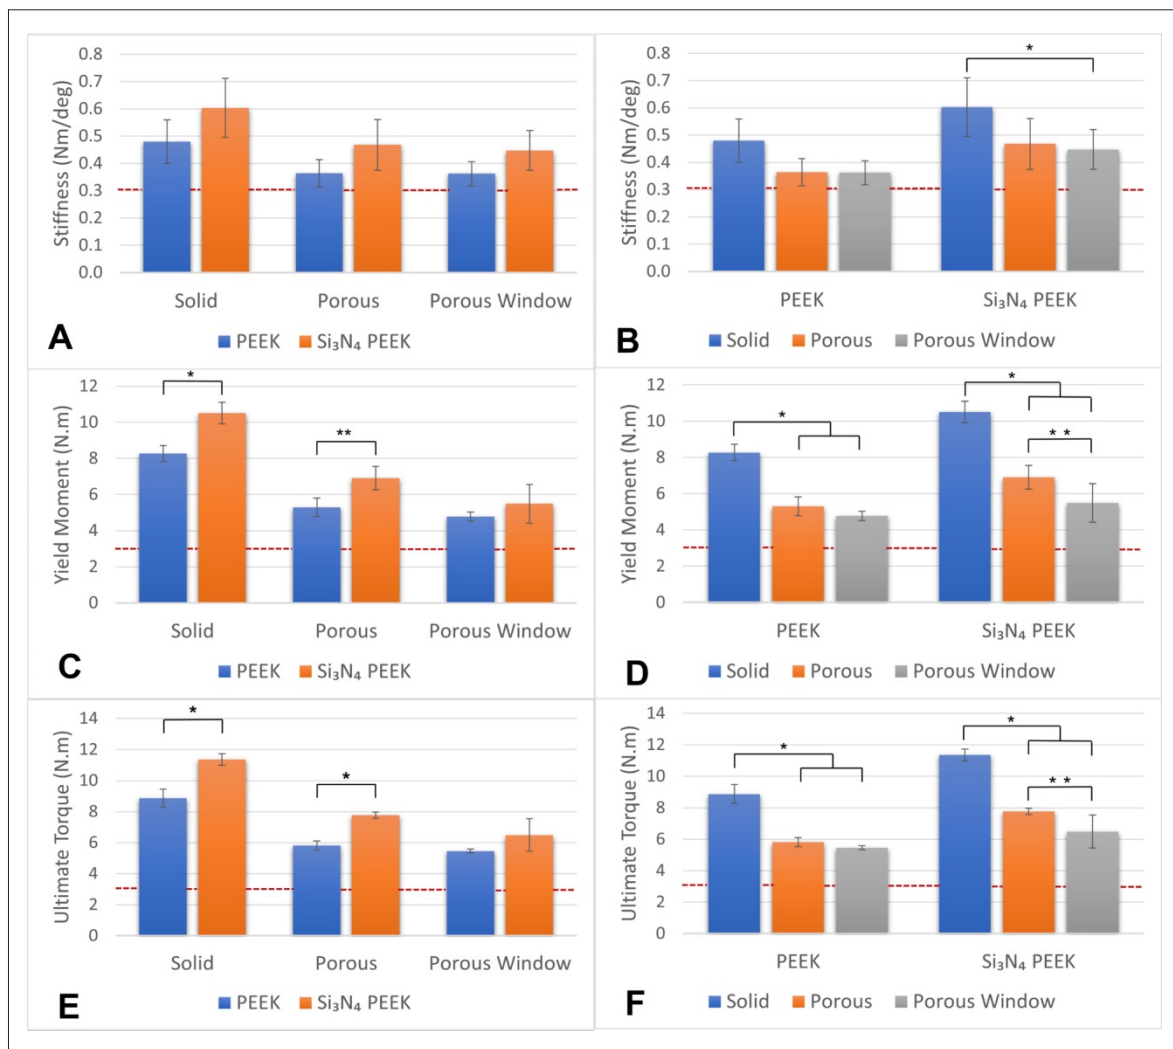 Stiffness (Nm/deg)
0.8
0.7
0.6
0.5
0.4
0.3
0.2
0.1
0.0
Solid Porous Porous Window
A
PEEK Si₃N₄ PEEK
Stiffness (Nm/deg)
0.8
0.7
0.6
0.5
0.4
0.3
0.2
0.1
0.0
*
PEEK Si₃N₄ PEEK
B
Solid Porous Porous Window
Yield Moment (N.m)
12
10
8
6
4
2
0
*
**
Solid Porous Porous Window
C
PEEK Si₃N₄ PEEK
Yield Moment (N.m)
12
10
8
6
4
2
0
*
*
* *
PEEK Si₃N₄ PEEK
D
Solid Porous Porous Window
Ultimate Torque (N.m)
14
12
10
8
6
4
2
0
*
*
Solid Porous Porous Window
E
PEEK Si₃N₄ PEEK
Ultimate Torque (N.m)
14
12
10
8
6
4
2
0
*
*
* *
PEEK Si₃N₄ PEEK
F
Solid Porous Porous Window